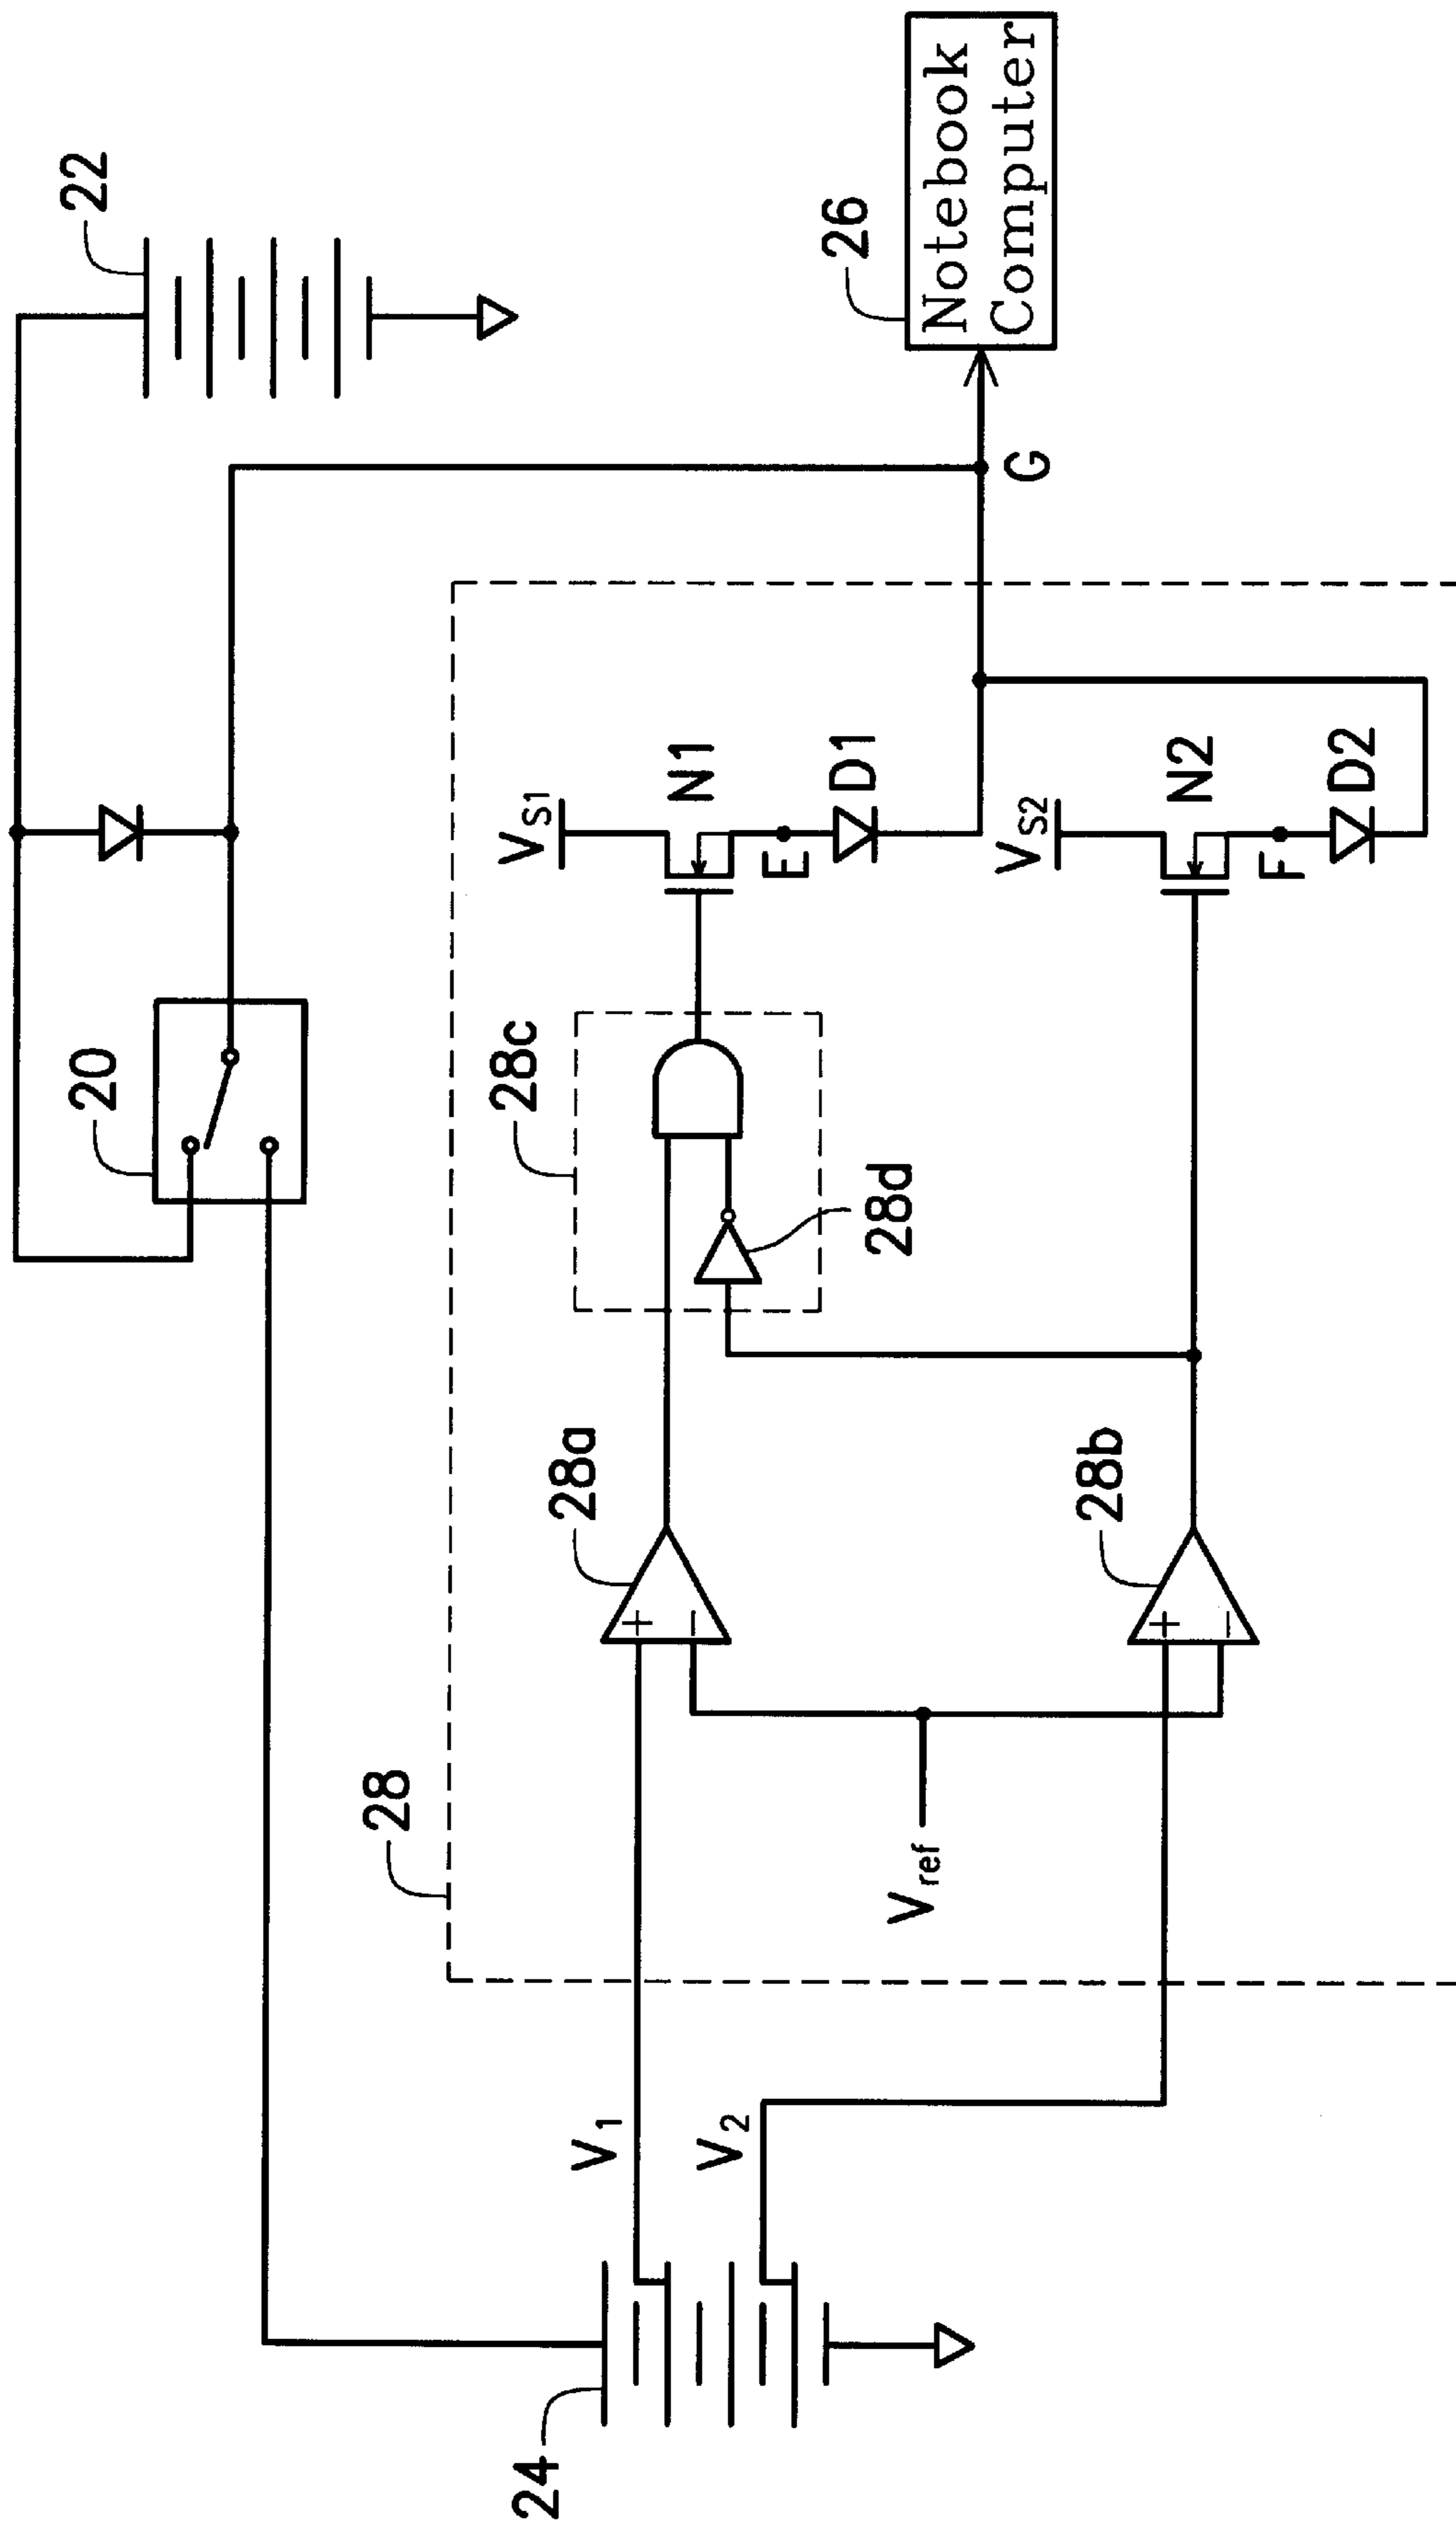 22
20
26
Notebook
Computer
G
28
28c
28d
28a
28b
VS1
N1
E
D1
VS2
N2
F
D2
+
−
+
−
Vref
V1
V2
24